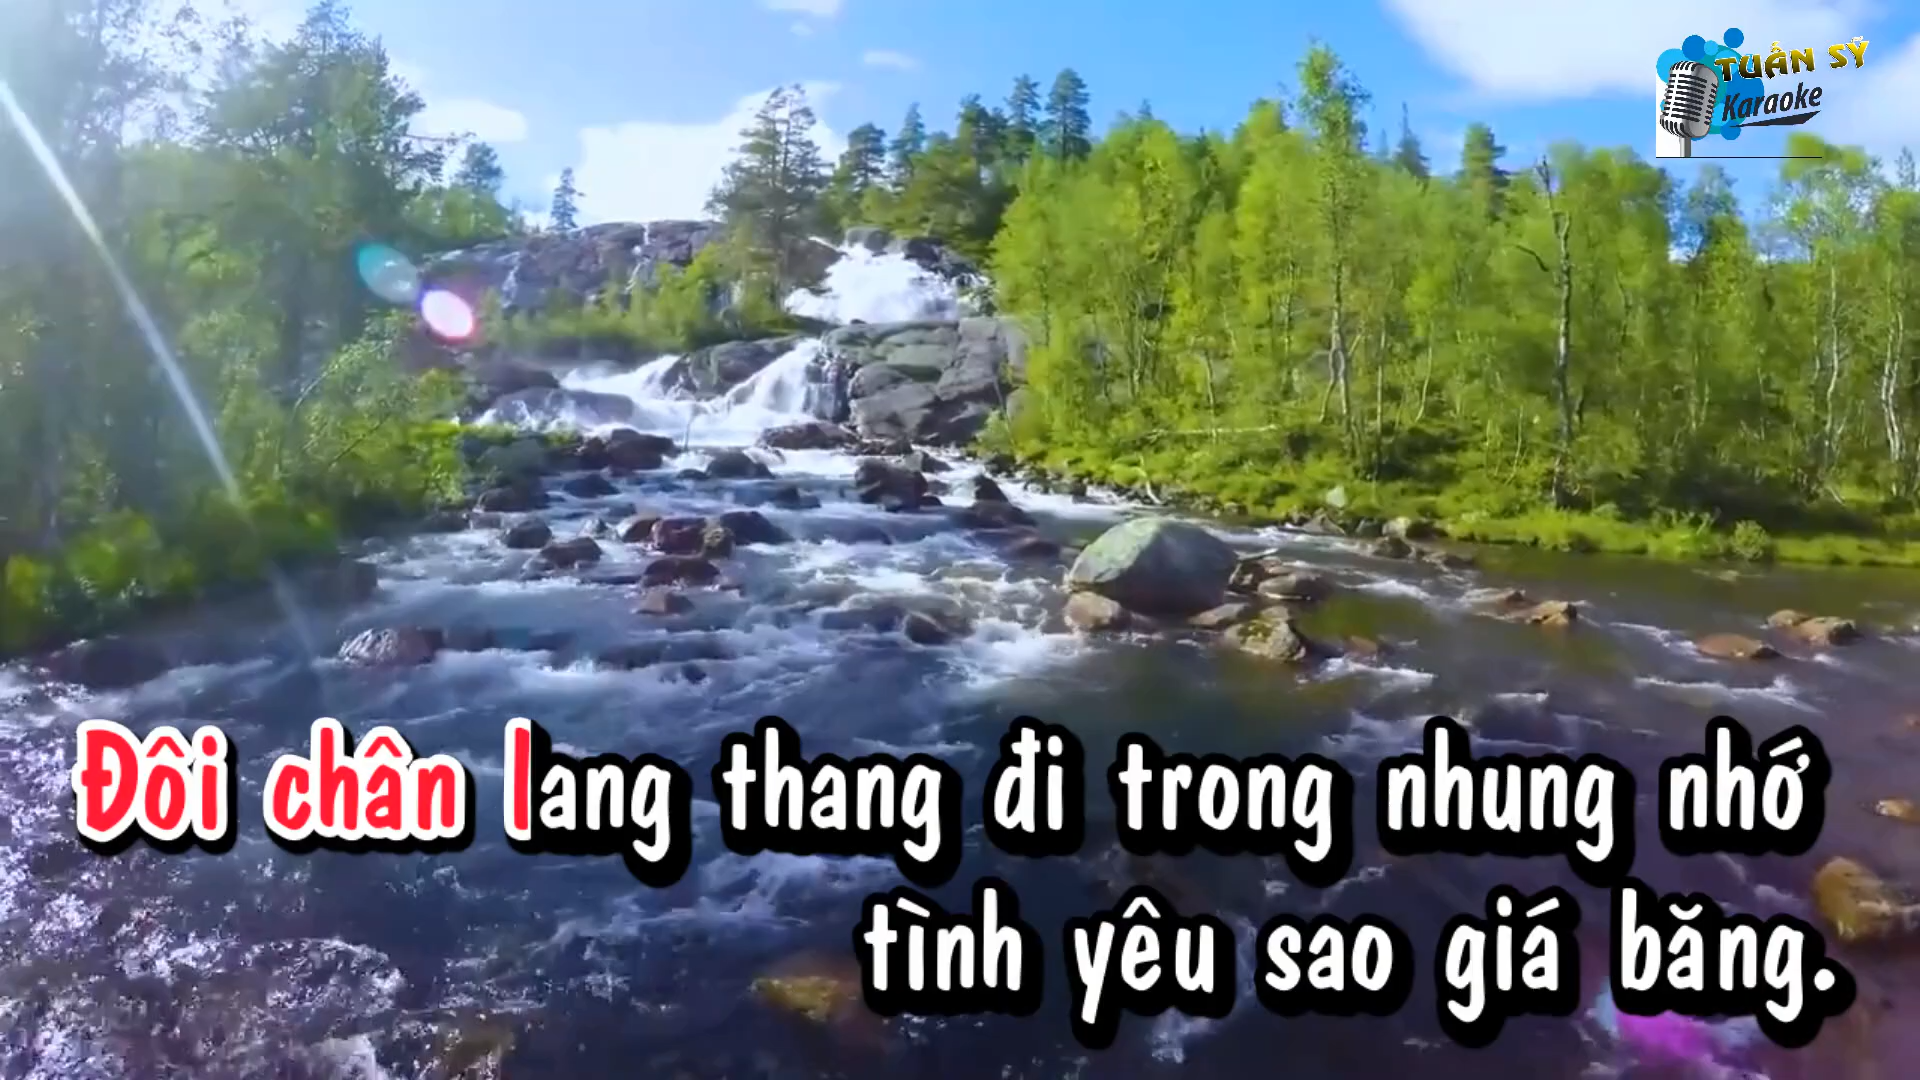 TUẤN SỸ
Karaoke
Đôi chân lang thang đi trong nhung nhớ
tình yêu sao giá băng.